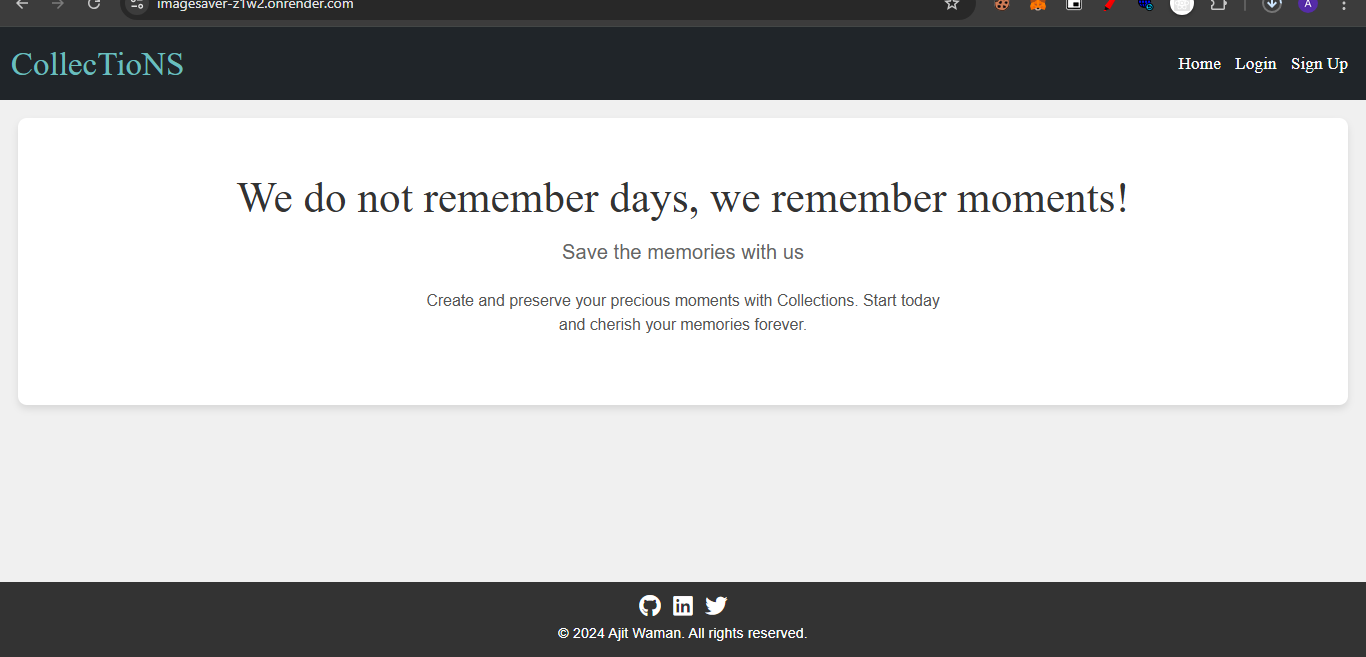 imagesaver-z1w2.onrender.com
CollecTioNS
Home Login Sign Up
We do not remember days, we remember moments!
Save the memories with us
Create and preserve your precious moments with Collections. Start today
and cherish your memories forever.
© 2024 Ajit Waman. All rights reserved.